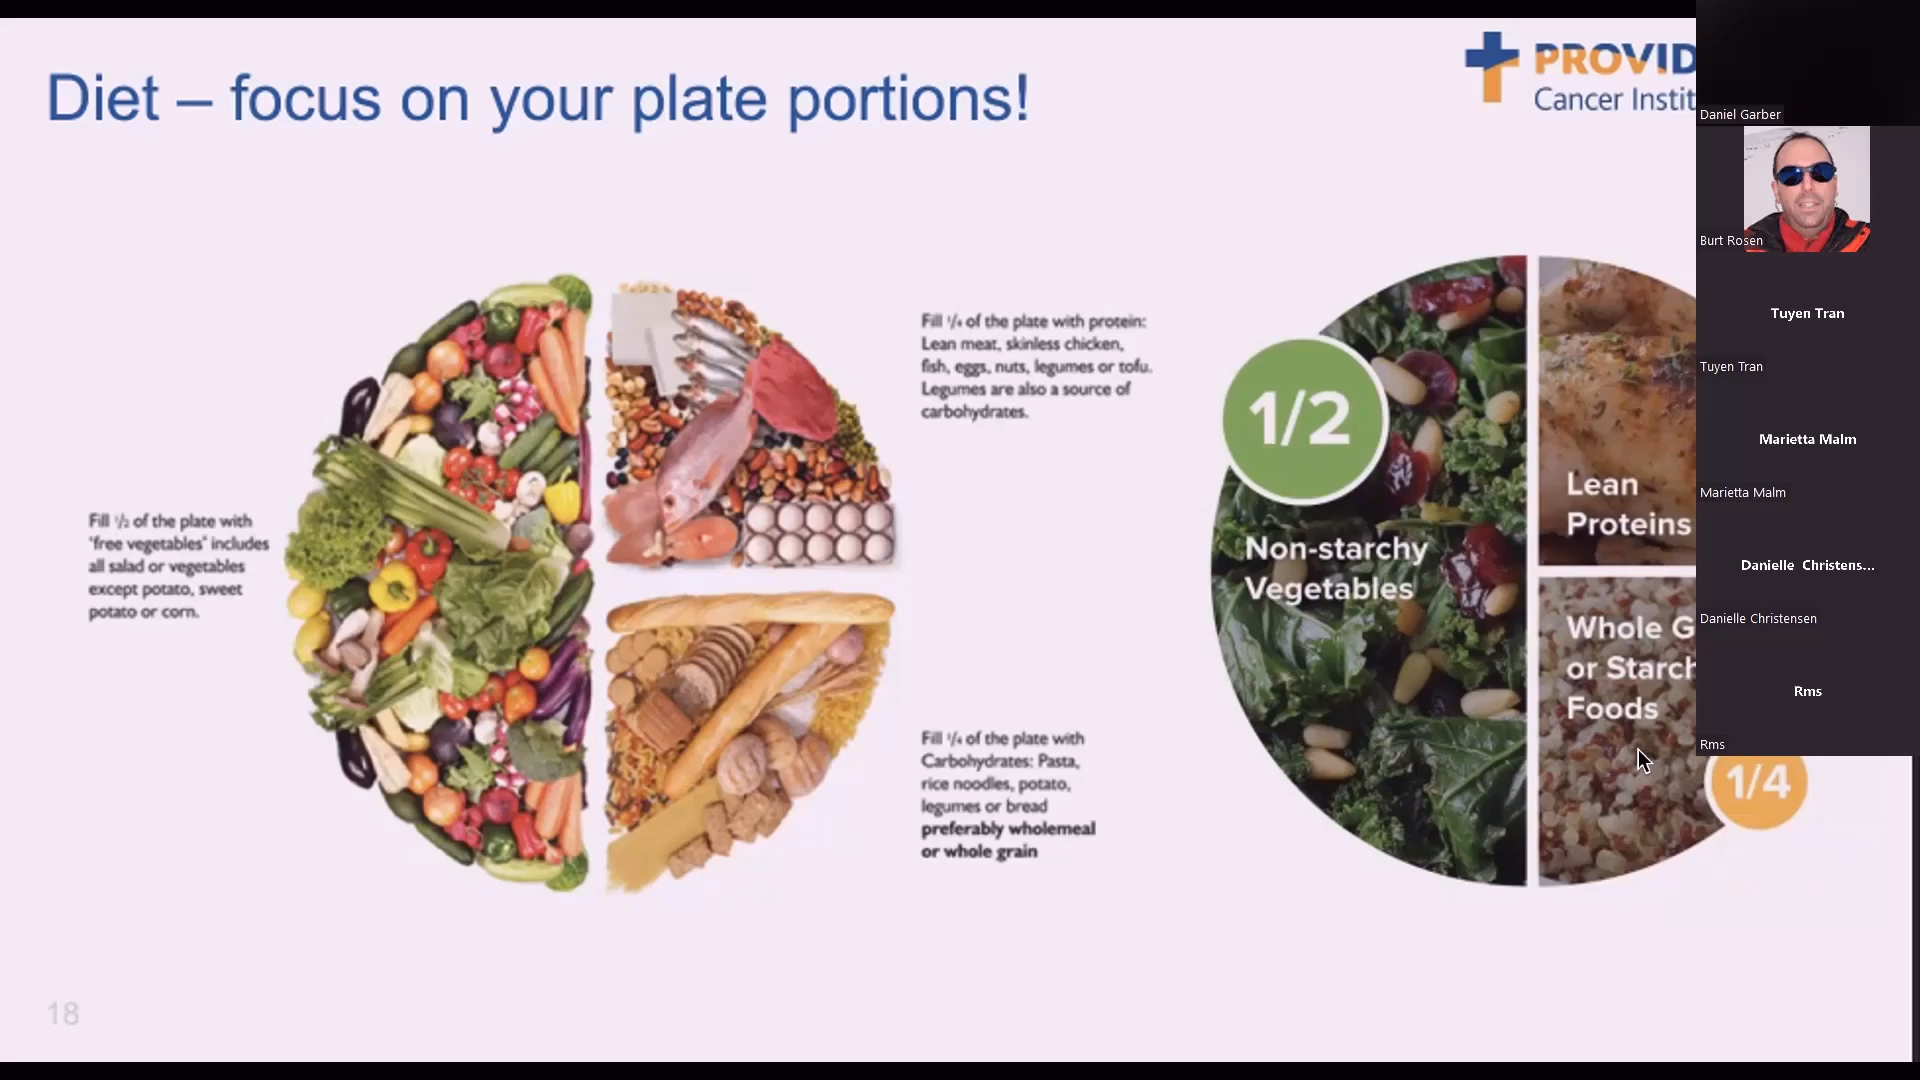 Diet – focus on your plate portions!
PROVID
Cancer Instit
Fill 1/2 of the plate with
'free vegetables' includes
all salad or vegetables
except potato, sweet
potato or corn.
Fill 1/4 of the plate with protein:
Lean meat, skinless chicken,
fish, eggs, nuts, legumes or tofu.
Legumes are also a source of
carbohydrates.
Fill 1/4 of the plate with
Carbohydrates: Pasta,
rice noodles, potato,
legumes or bread
preferably wholemeal
or whole grain
1/2
Non-starchy
Vegetables
Lean
Proteins
Whole G
or Starch
Foods
1/4
18
Daniel Garber
Burt Rosen
Tuyen Tran
Tuyen Tran
Marietta Malm
Marietta Malm
Danielle Christens...
Danielle Christensen
Rms
Rms